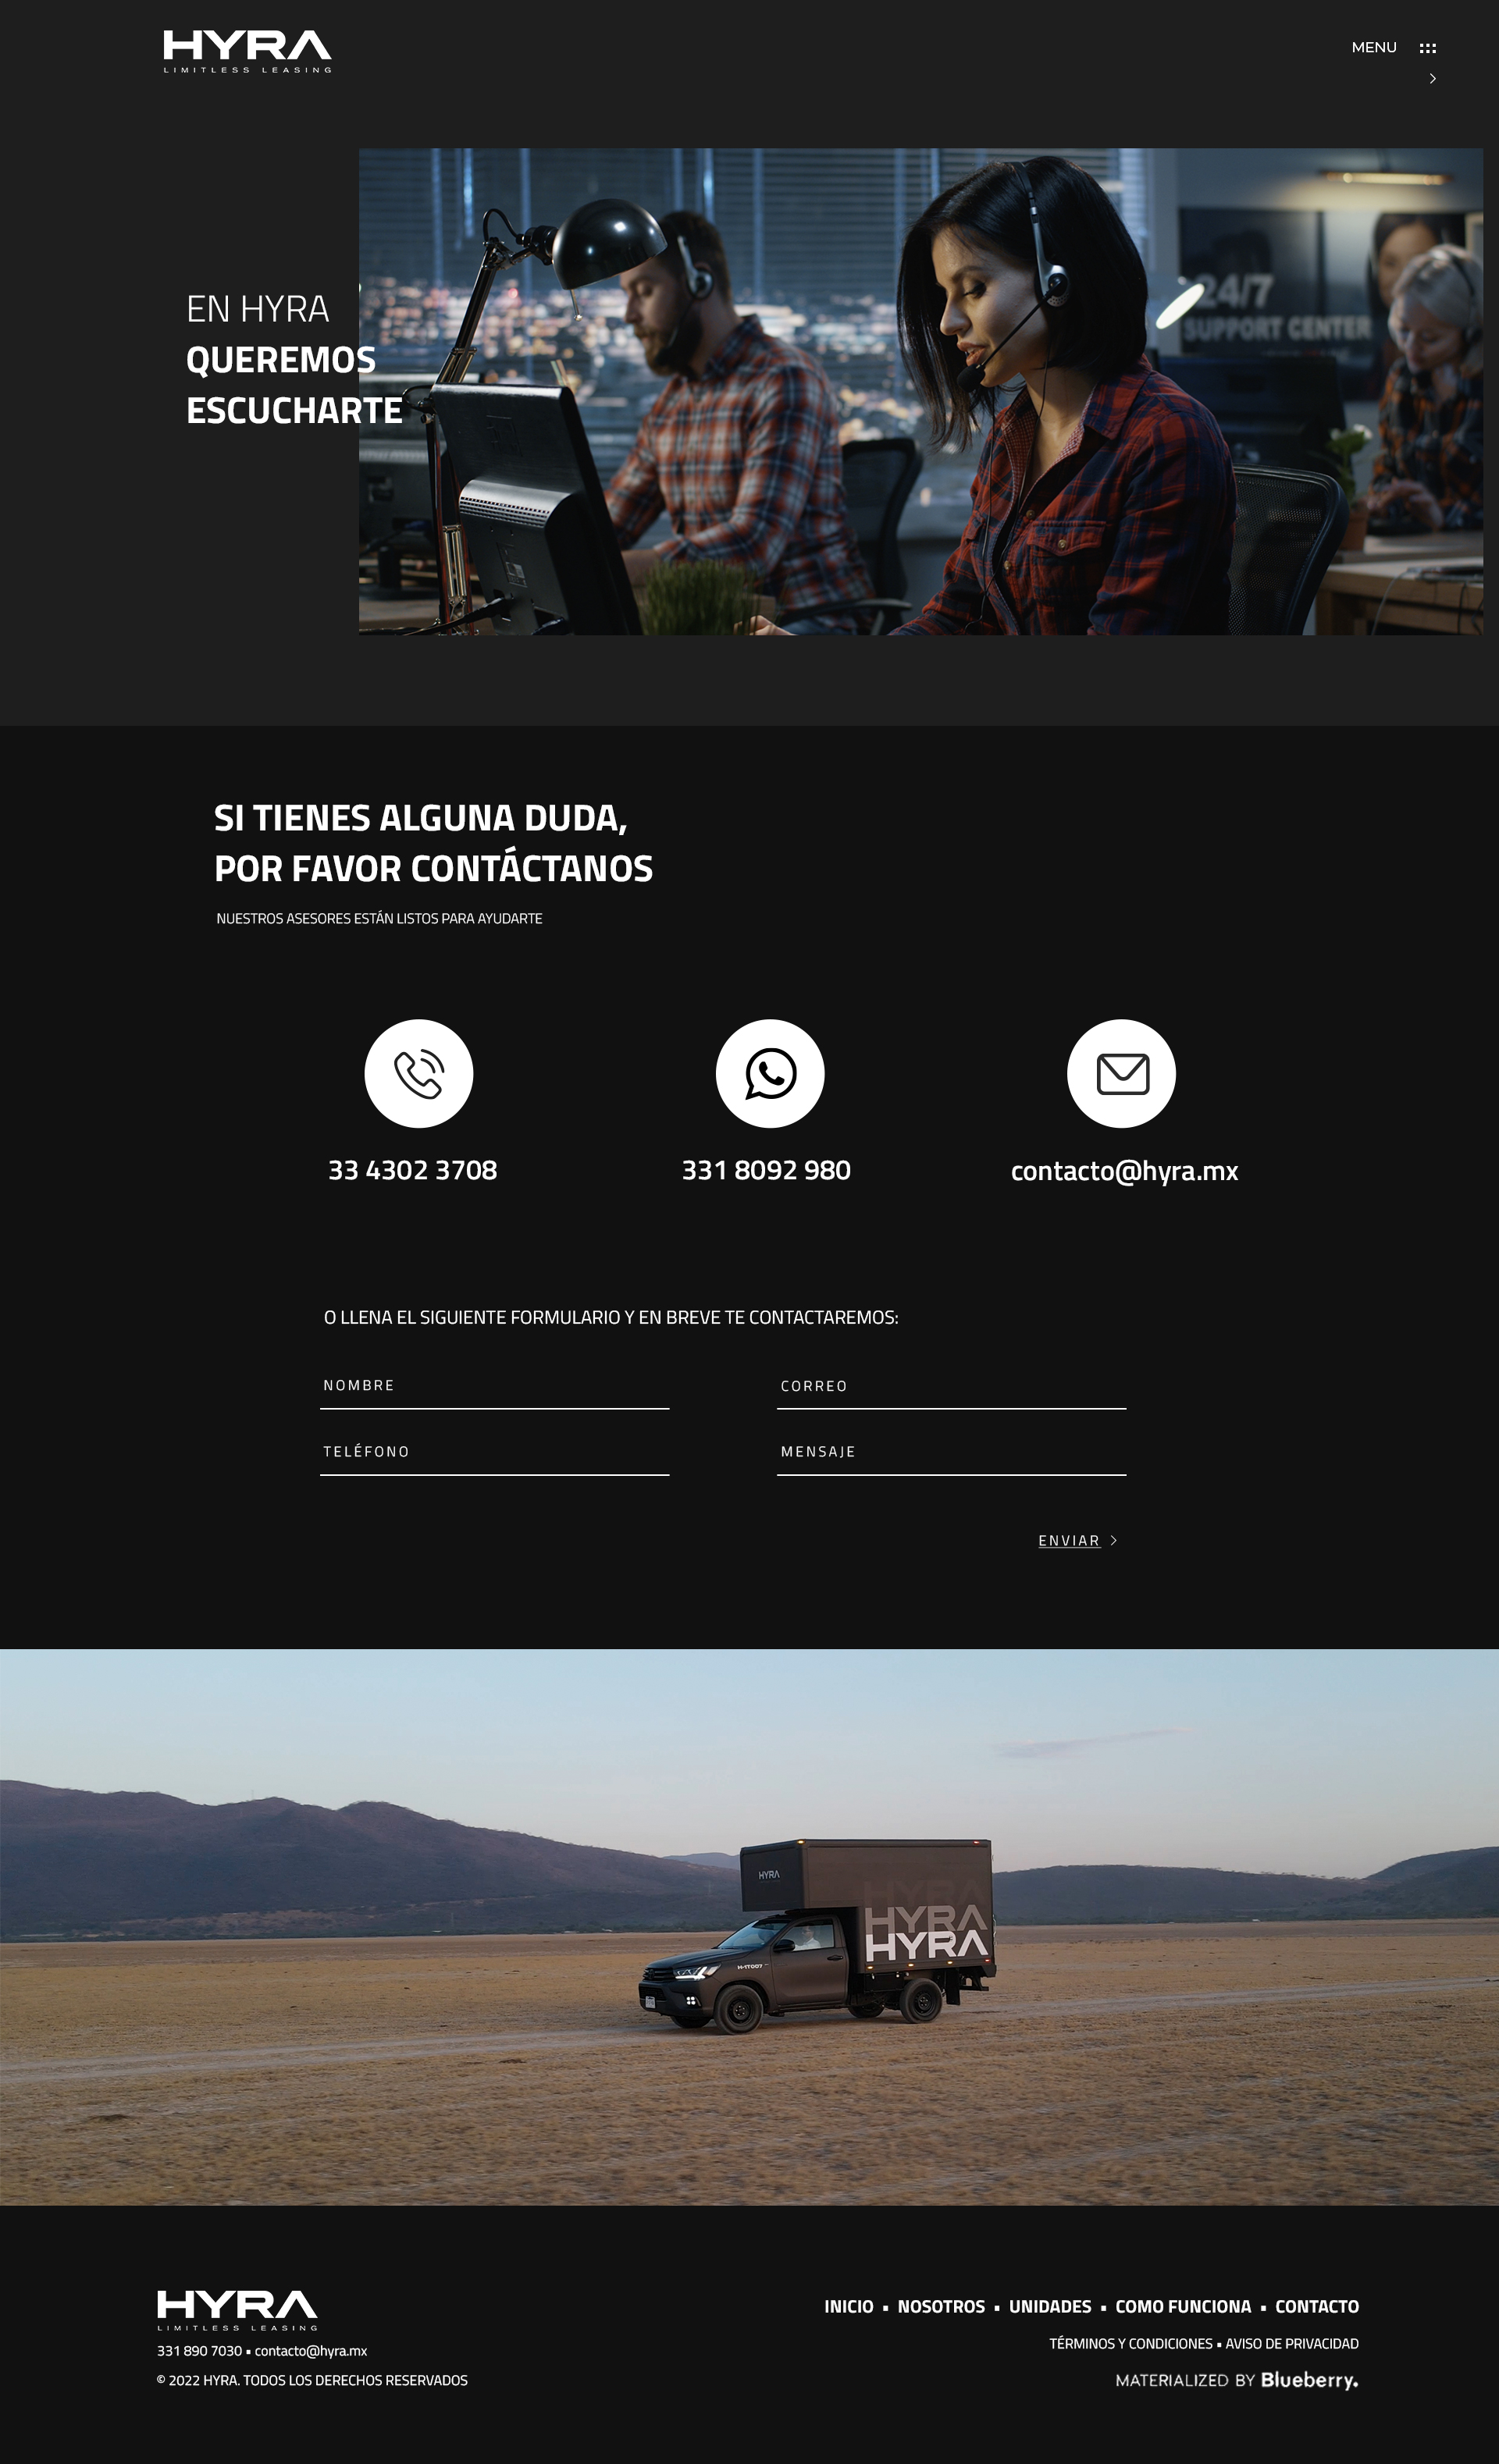 HYRA
LIMITLESS LEASING
MENU
24/7
SUPPORT CENTER
EN HYRA
QUEREMOS
ESCUCHARTE
SI TIENES ALGUNA DUDA,
POR FAVOR CONTÁCTANOS
NUESTROS ASESORES ESTÁN LISTOS PARA AYUDARTE
33 4302 3708
331 8092 980
contacto@hyra.mx
O LLENA EL SIGUIENTE FORMULARIO Y EN BREVE TE CONTACTAREMOS:
NOMBRE
CORREO
TELÉFONO
MENSAJE
ENVIAR
HYRA
HYRA
HYRA
HYRA
H-1T007
HYRA
LIMITLESS LEASING
331 890 7030 ▪ contacto@hyra.mx
© 2022 HYRA. TODOS LOS DERECHOS RESERVADOS
INICIO ▪ NOSOTROS ▪ UNIDADES ▪ COMO FUNCIONA ▪ CONTACTO
TÉRMINOS Y CONDICIONES ▪ AVISO DE PRIVACIDAD
MATERIALIZED BY Blueberry.